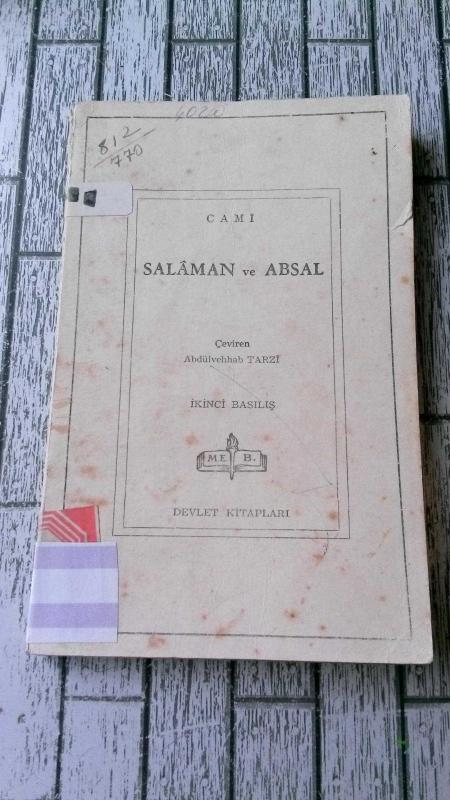 812
770
CAMİ
SALÂMAN ve ABSAL
Çeviren
Abdülvehhab TARZİ
İKİNCİ BASILIŞ
M.E B.
DEVLET KİTAPLARI